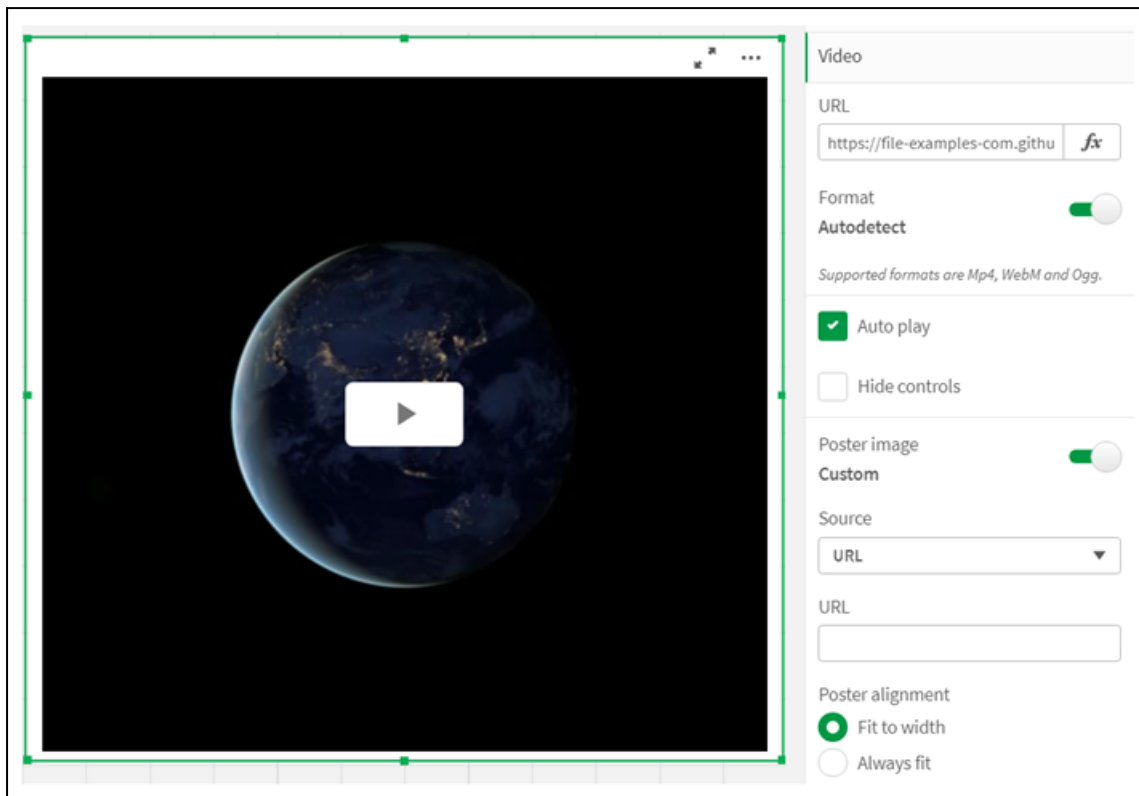 Video
URL
https://file-examples-com.githu
fx
Format
Autodetect
Supported formats are Mp4, WebM and Ogg.
Auto play
Hide controls
Poster image
Custom
Source
URL
URL
Poster alignment
Fit to width
Always fit